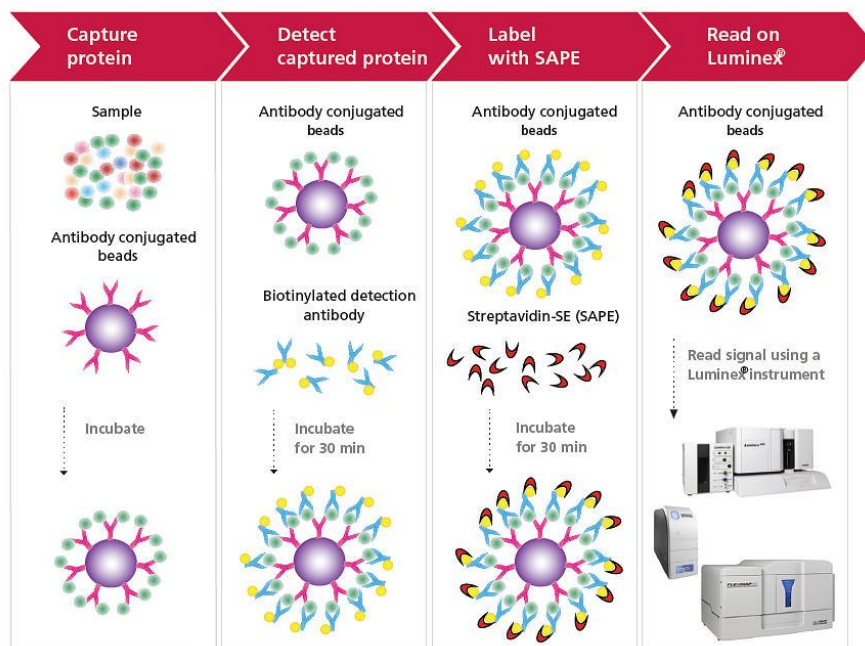 Capture
protein
Detect
captured protein
Label
with SAPE
Read on
Luminex®
Sample
Antibody conjugated
beads
Incubate
Antibody conjugated
beads
Biotinylated detection
antibody
Incubate
for 30 min
Antibody conjugated
beads
Streptavidin-SE (SAPE)
Incubate
for 30 min
Antibody conjugated
beads
Read signal using a
Luminex® instrument